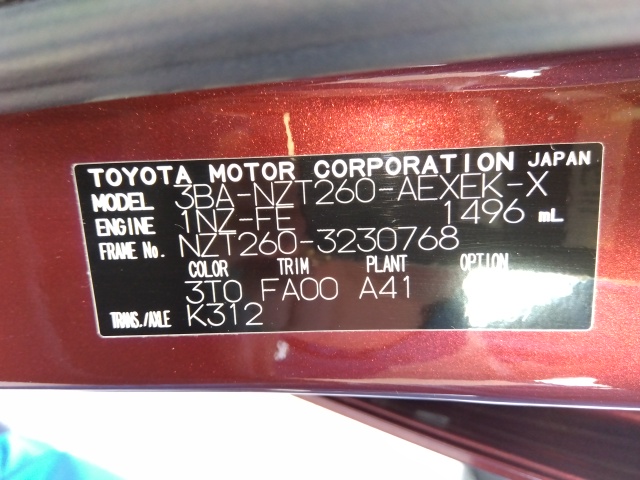 TOYOTA MOTOR CORPORATION JAPAN
MODEL 3BA-NZT260-AEXEK-X
ENGINE 1NZ-FE 1496 mL
FRAME No. NZT260-3230768
COLOR TRIM PLANT OPTION
3T0 FA00 A41
TRANS./AXLE K312